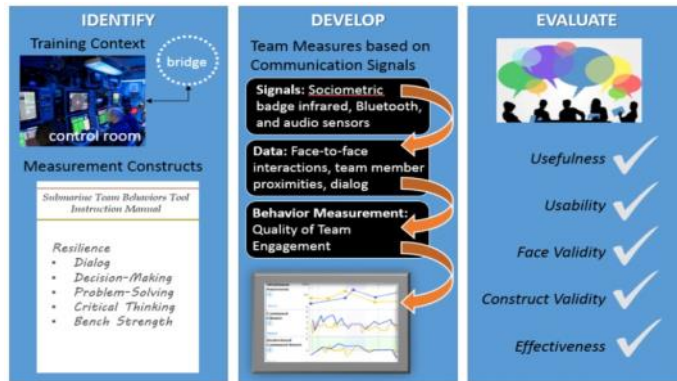 IDENTIFY
Training Context
bridge
control room
Measurement Constructs
Submarine Team Behaviors Tool
Instruction Manual
Resilience
• Dialog
• Decision-Making
• Problem-Solving
• Critical Thinking
• Bench Strength
DEVELOP
Team Measures based on
Communication Signals
Signals: Sociometric
badge infrared, Bluetooth,
and audio sensors
Data: Face-to-face
interactions, team member
proximities, dialog
Behavior Measurement:
Quality of Team
Engagement
EVALUATE
Usefulness
Usability
Face Validity
Construct Validity
Effectiveness